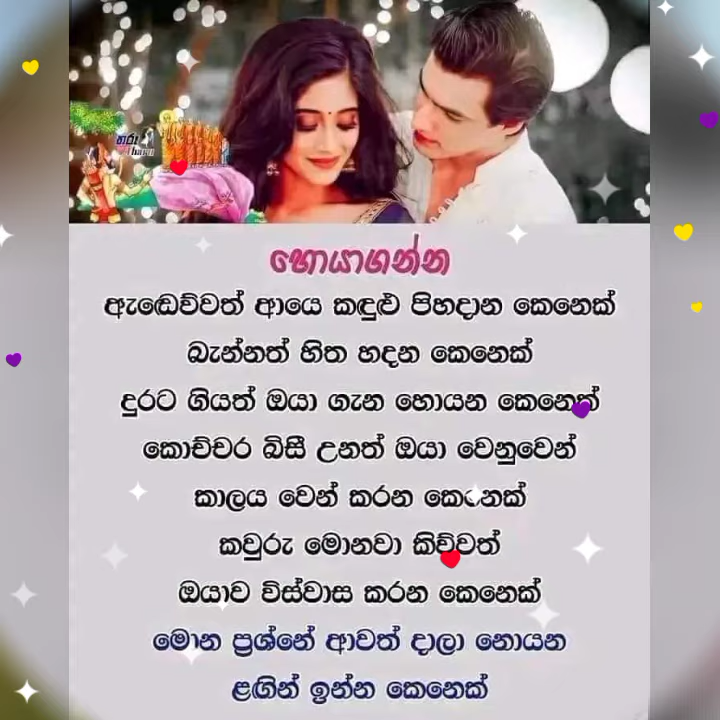 තරු
හොයාගන්න
ඇඬෙව්වත් ආයෙ කඳුළු පිහදාන කෙනෙක්
බැන්නත් හිත හදන කෙනෙක්
දුරට ගියත් ඔයා ගැන හොයන කෙනෙක්
කොච්චර බිසී උනත් ඔයා වෙනුවෙන්
කාලය වෙන් කරන කෙනෙක්
කවුරු මොනවා කිව්වත්
ඔයාව විස්වාස කරන කෙනෙක්
මොන ප්‍රශ්නේ ආවත් දාලා නොයන
ළඟින් ඉන්න කෙනෙක්